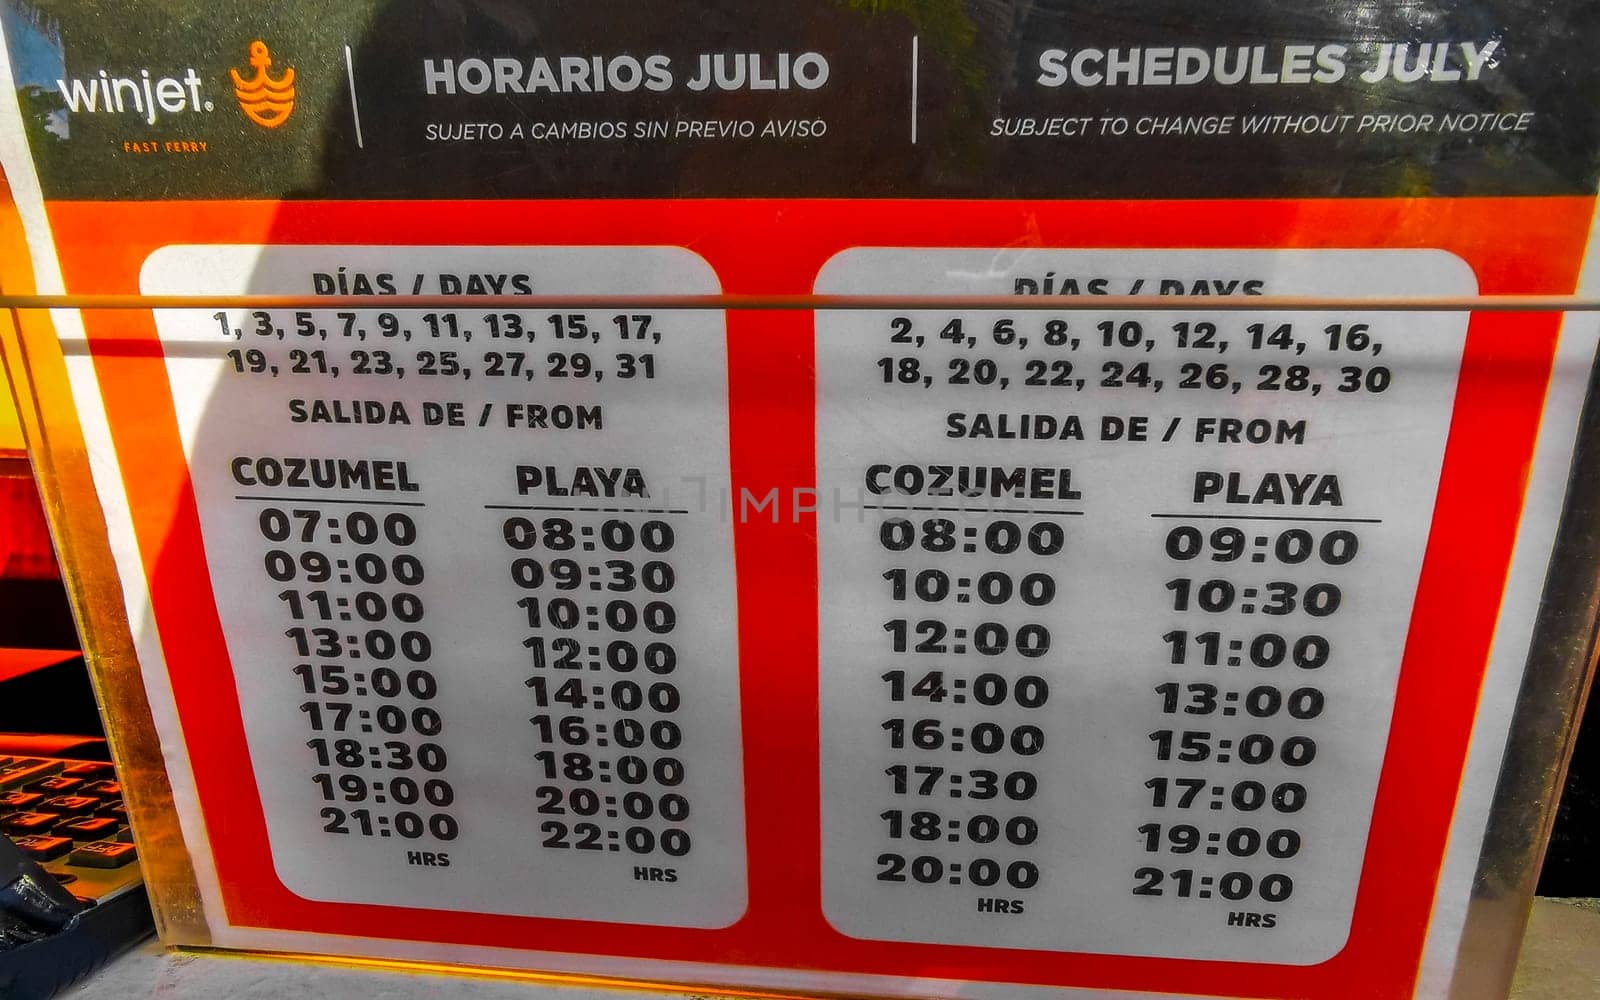 winjet.
FAST FERRY
HORARIOS JULIO
SUJETO A CAMBIOS SIN PREVIO AVISO
SCHEDULES JULY
SUBJECT TO CHANGE WITHOUT PRIOR NOTICE
DÍAS / DAYS
1, 3, 5, 7, 9, 11, 13, 15, 17,
19, 21, 23, 25, 27, 29, 31
SALIDA DE / FROM
COZUMEL
07:00
09:00
11:00
13:00
15:00
17:00
18:30
19:00
21:00
HRS
PLAYA
08:00
09:30
10:00
12:00
14:00
16:00
18:00
20:00
22:00
HRS
DÍAS / DAYS
2, 4, 6, 8, 10, 12, 14, 16,
18, 20, 22, 24, 26, 28, 30
SALIDA DE / FROM
COZUMEL
08:00
10:00
12:00
14:00
16:00
17:30
18:00
20:00
HRS
PLAYA
09:00
10:30
11:00
13:00
15:00
17:00
19:00
21:00
HRS